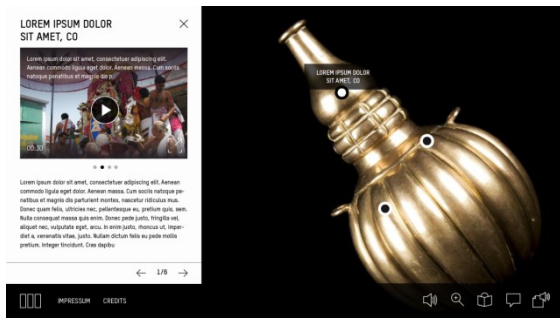 LOREM IPSUM DOLOR
SIT AMET, CO
Lorem ipsum dolor sit amet, consectetuer adipiscing elit.
Aenean commodo ligula eget dolor. Aenean massa. Cum sociis
natoque penatibus et magnis dis p.
00:30
Lorem ipsum dolor sit amet, consectetuer adipiscing elit. Aenean
commodo ligula eget dolor. Aenean massa. Cum sociis natoque pe-
natibus et magnis dis parturient montes, nascetur ridiculus mus.
Donec quam felis, ultricies nec, pellentesque eu, pretium quis, sem.
Nulla consequat massa quis enim. Donec pede justo, fringilla vel,
aliquet nec, vulputate eget, arcu. In enim justo, rhoncus ut, imper-
diet a, venenatis vitae, justo. Nullam dictum felis eu pede mollis
pretium. Integer tincidunt. Cras dapibu
1/6
LOREM IPSUM DOLOR
SIT AMET, CO
IMPRESSUM
CREDITS